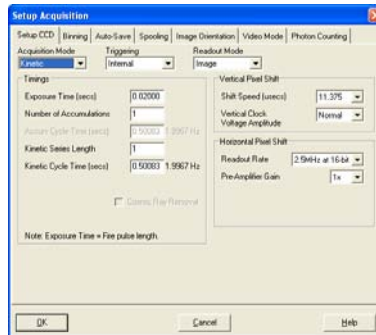 Setup Acquisition
Setup CCD Binning Auto-Save Spooling Image Orientation Video Mode Photon Counting
Acquisition Mode Triggering Readout Mode
Kinetic Internal Image
Timings
Exposure Time (secs) 0.02000
Number of Accumulations 1
Accum Cycle Time (secs) 0.50083 1.9967 Hz
Kinetic Series Length 1
Kinetic Cycle Time (secs) 0.50083 1.9967 Hz
Cosmic Ray Removal
Note: Exposure Time = Fire pulse length.
Vertical Pixel Shift
Shift Speed (usecs) 11.375
Vertical Clock
Voltage Amplitude Normal
Horizontal Pixel Shift
Readout Rate 2.5MHz at 16-bit
Pre-Amplifier Gain 1x
OK Cancel Help